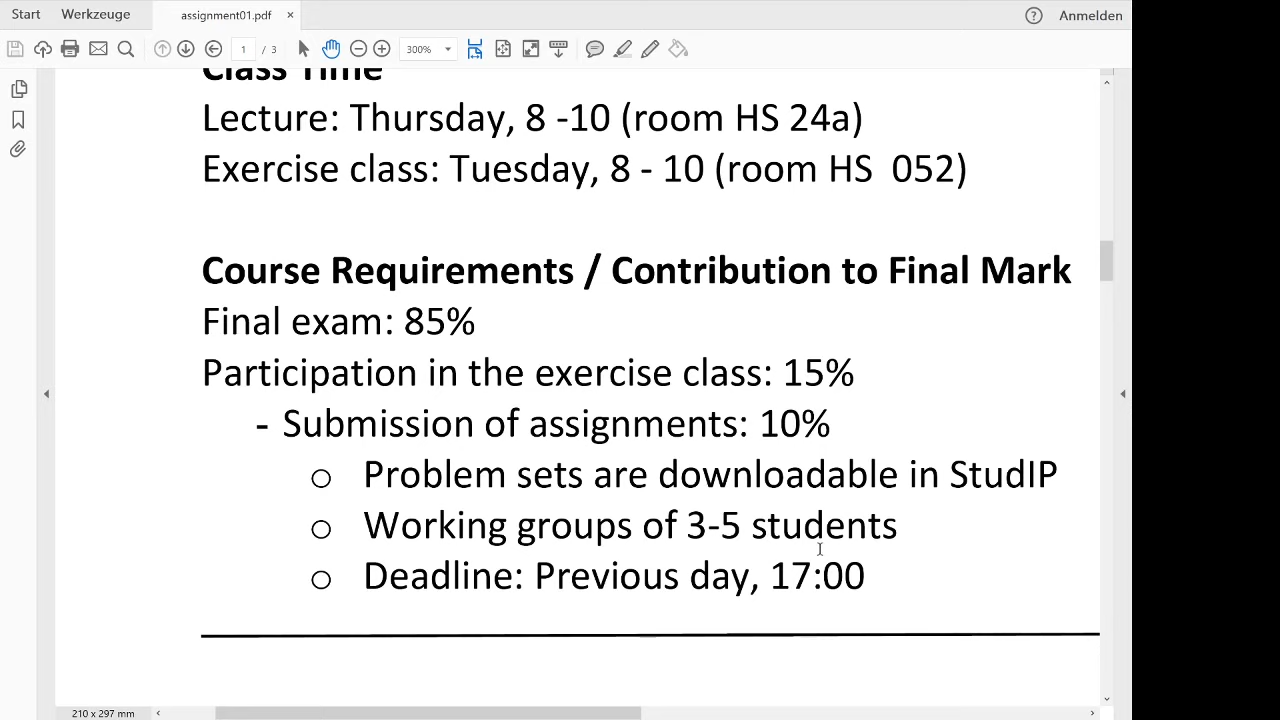 Start Werkzeuge assignment01.pdf × ? Anmelden
1 / 3 300%
Class Time
Lecture: Thursday, 8 -10 (room HS 24a)
Exercise class: Tuesday, 8 - 10 (room HS 052)
Course Requirements / Contribution to Final Mark
Final exam: 85%
Participation in the exercise class: 15%
- Submission of assignments: 10%
o Problem sets are downloadable in StudIP
o Working groups of 3-5 students
o Deadline: Previous day, 17:00
210 x 297 mm